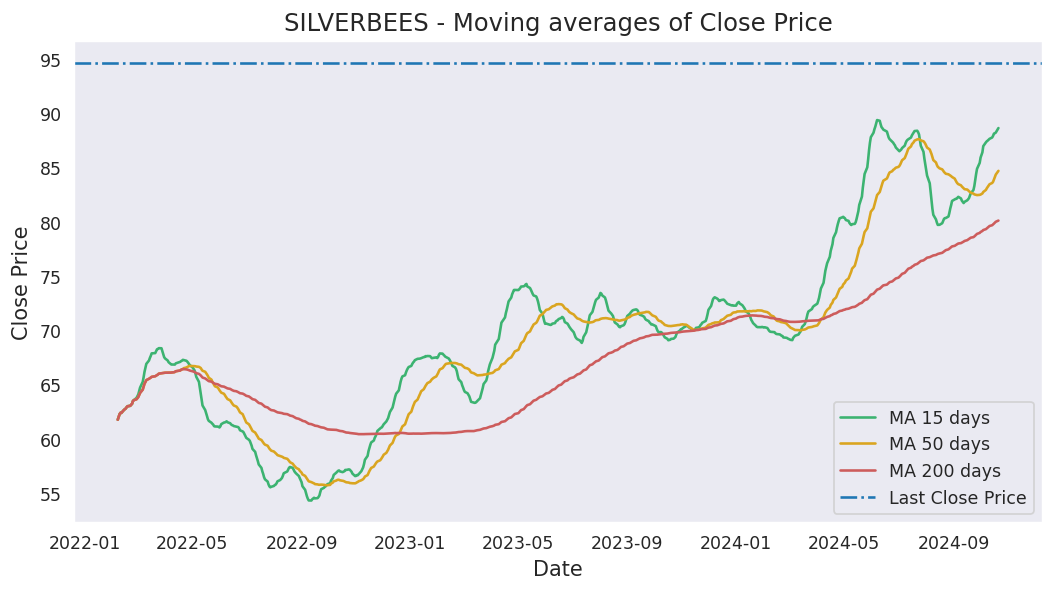 SILVERBEES - Moving averages of Close Price
Close Price
95
90
85
80
75
70
65
60
55
MA 15 days
MA 50 days
MA 200 days
Last Close Price
2022-01 2022-05 2022-09 2023-01 2023-05 2023-09 2024-01 2024-05 2024-09
Date